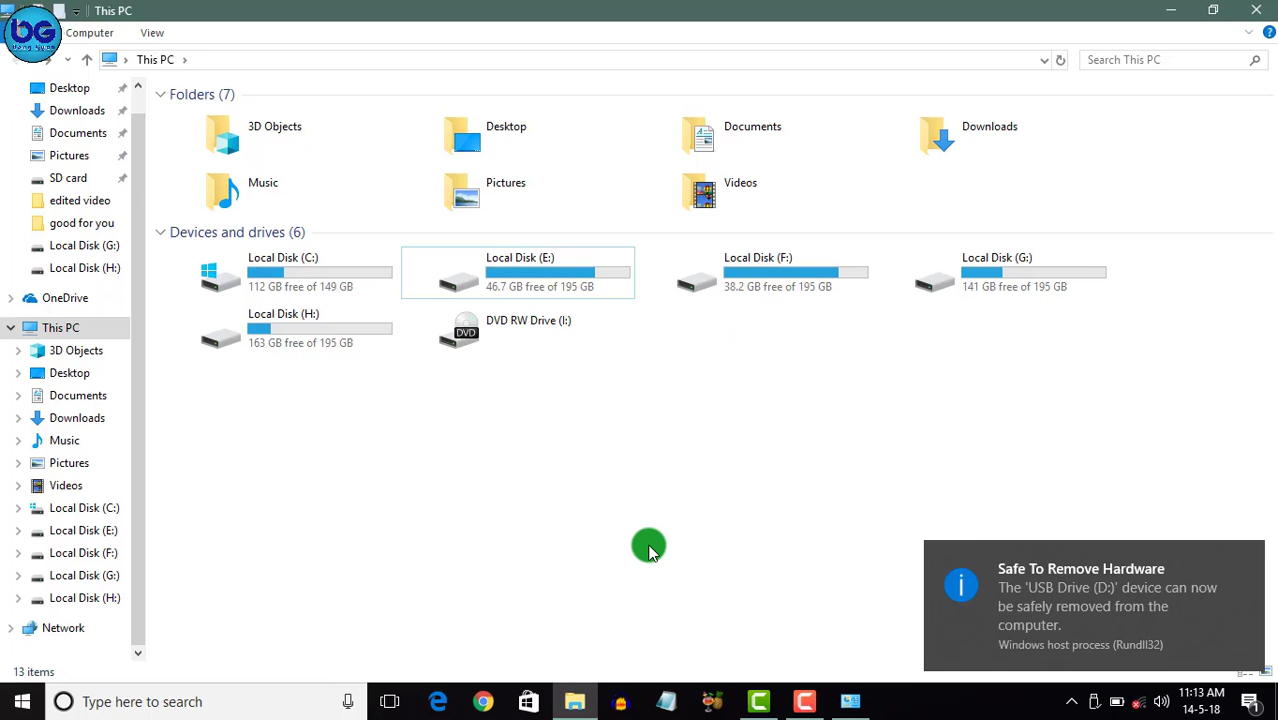 This PC
bg
Bong Gyan
Computer
View
This PC
Search This PC
Desktop
Downloads
Documents
Pictures
SD card
edited video
good for you
Local Disk (G:)
Local Disk (H:)
OneDrive
This PC
3D Objects
Desktop
Documents
Downloads
Music
Pictures
Videos
Local Disk (C:)
Local Disk (E:)
Local Disk (F:)
Local Disk (G:)
Local Disk (H:)
Network
Folders (7)
3D Objects
Desktop
Documents
Downloads
Music
Pictures
Videos
Devices and drives (6)
Local Disk (C:)
112 GB free of 149 GB
Local Disk (E:)
46.7 GB free of 195 GB
Local Disk (F:)
38.2 GB free of 195 GB
Local Disk (G:)
141 GB free of 195 GB
Local Disk (H:)
163 GB free of 195 GB
DVD
DVD RW Drive (I:)
Safe To Remove Hardware
The 'USB Drive (D:)' device can now
be safely removed from the
computer.
Windows host process (Rundll32)
13 items
Type here to search
11:13 AM
14-5-18
1